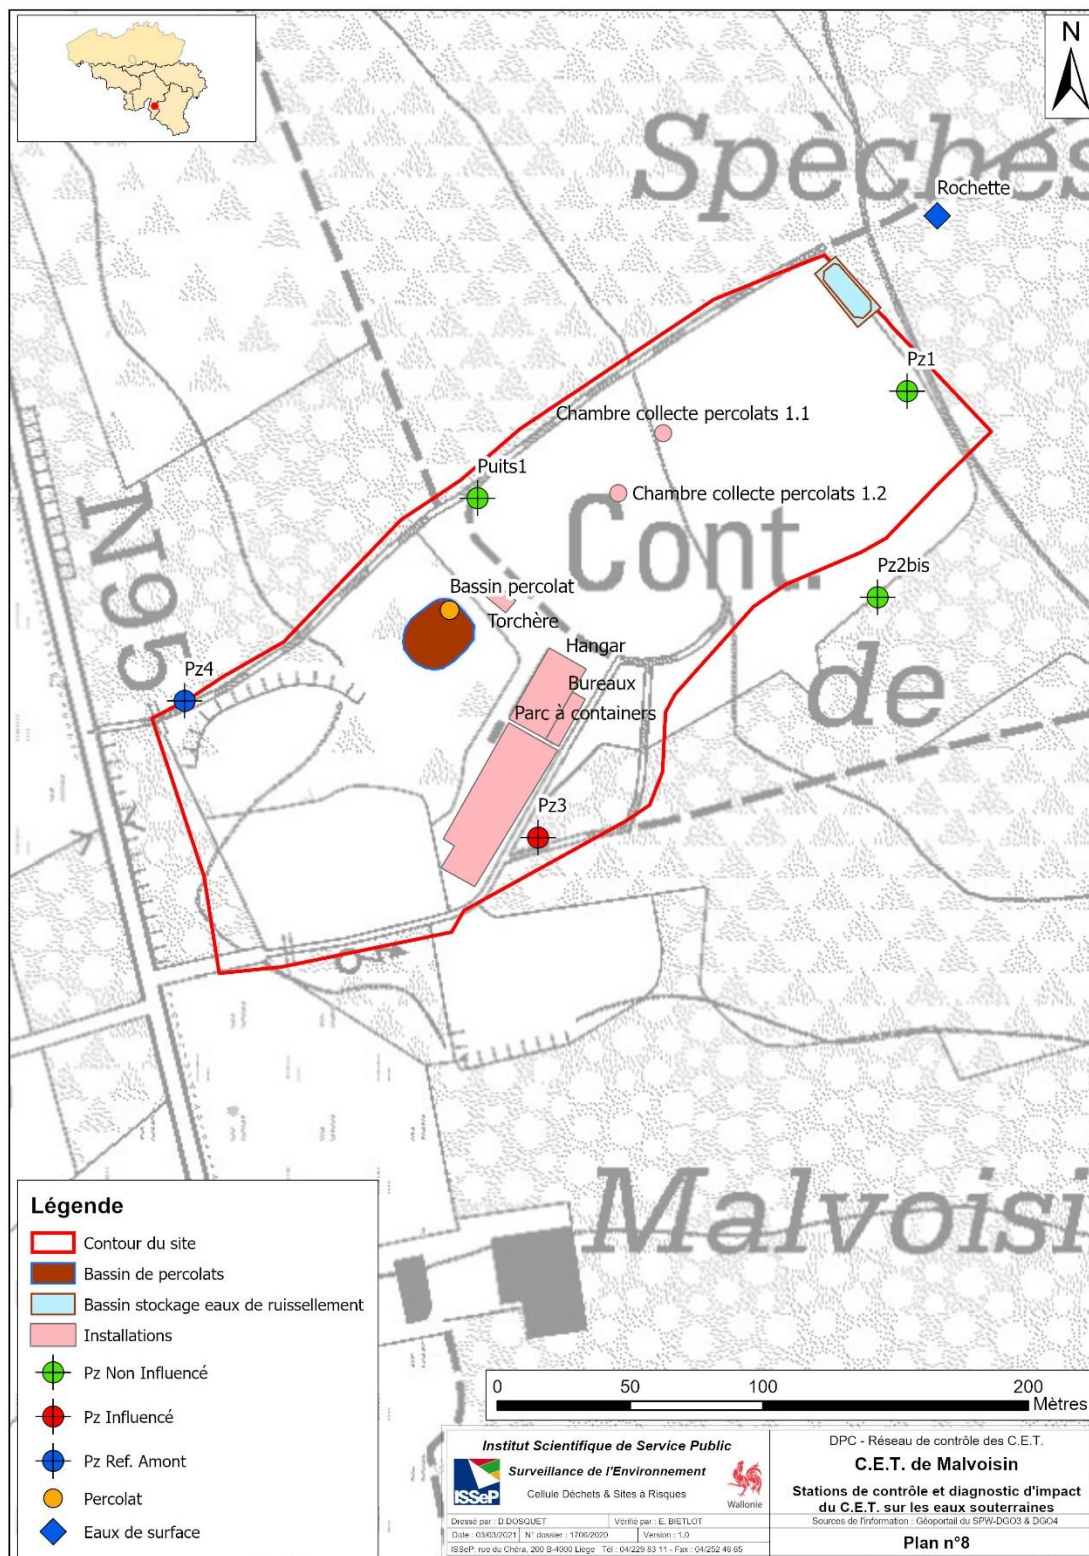 N
Spèches
Rochette
Pz1
Chambre collecte percolats 1.1
Puits1
Chambre collecte percolats 1.2
Cont.
N95
Pz2bis
Bassin percolat
Torchère
Hangar
de
Pz4
Bureaux
Parc à containers
Pz3
Malvoisi
Légende
Contour du site
Bassin de percolats
Bassin stockage eaux de ruissellement
Installations
Pz Non Influencé
Pz Influencé
Pz Ref. Amont
Percolat
Eaux de surface
0 50 100 200
Mètres
Institut Scientifique de Service Public
Surveillance de l'Environnement
Cellule Déchets & Sites à Risques
ISSeP
Wallonie
Dressé par : D.DOSQUET Vérifié par : E. BIETLOT
Date : 03/03/2021 N° dossier : 1706/2020 Version : 1.0
ISSeP. rue du Chéra, 200 B-4000 Liège Tél : 04/229 83 11 - Fax : 04/252 46 65
DPC - Réseau de contrôle des C.E.T.
C.E.T. de Malvoisin
Stations de contrôle et diagnostic d'impact
du C.E.T. sur les eaux souterraines
Sources de l'information : Géoportail du SPW-DGO3 & DGO4
Plan n°8